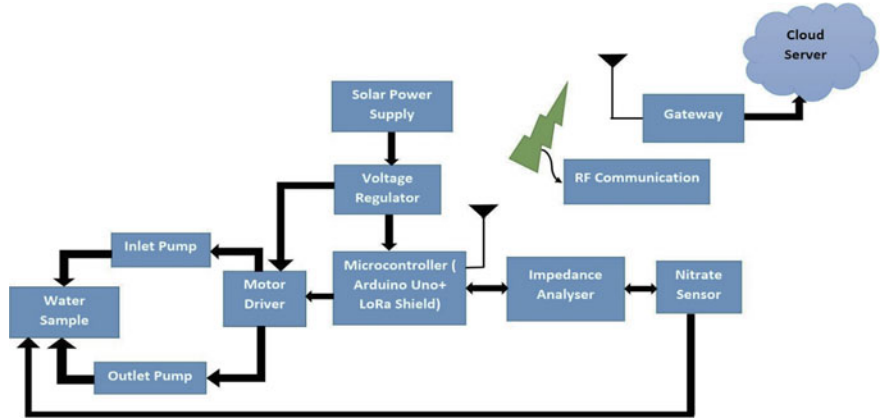 Cloud
Server
Solar Power
Supply
Gateway
Voltage
Regulator
RF Communication
Inlet Pump
Motor
Driver
Microcontroller (
Arduino Uno+
LoRa Shield)
Impedance
Analyser
Nitrate
Sensor
Water
Sample
Outlet Pump